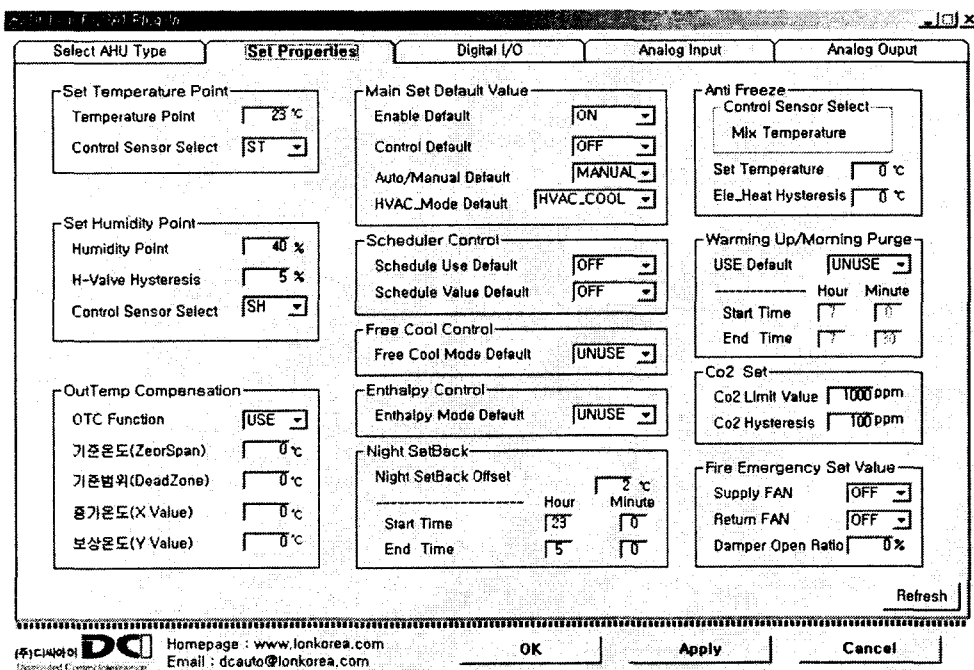 Select AHU Type
Set Properties
Digital I/O
Analog Input
Analog Ouput
Set Temperature Point
Temperature Point 23 ℃
Control Sensor Select ST
Set Humidity Point
Humidity Point 40 %
H-Valve Hysteresis 5 %
Control Sensor Select SH
OutTemp Compensation
OTC Function USE
기준온도(ZeorSpan) 0 ℃
기준범위(DeadZone) 0 ℃
증가온도(X Value) 0 ℃
보상온도(Y Value) 0 ℃
Main Set Default Value
Enable Default ON
Control Default OFF
Auto/Manual Default MANUAL
HVAC_Mode Default HVAC_COOL
Scheduler Control
Schedule Use Default OFF
Schedule Value Default OFF
Free Cool Control
Free Cool Mode Default UNUSE
Enthalpy Control
Enthalpy Mode Default UNUSE
Night SetBack
Night SetBack Offset 2 ℃
Hour Minute
Start Time 23 0
End Time 5 0
Anti Freeze
Control Sensor Select
Mix Temperature
Set Temperature 0 ℃
Ele_Heat Hysteresis 0 ℃
Warming Up/Morning Purge
USE Default UNUSE
Hour Minute
Start Time 7 0
End Time 7 30
Co2 Set
Co2 Limit Value 1000 ppm
Co2 Hysteresis 100 ppm
Fire Emergency Set Value
Supply FAN OFF
Return FAN OFF
Damper Open Ratio 0 %
Refresh
(주)디씨아이 DCI
Homepage : www.lonkorea.com
Email : dcauto@lonkorea.com
OK
Apply
Cancel